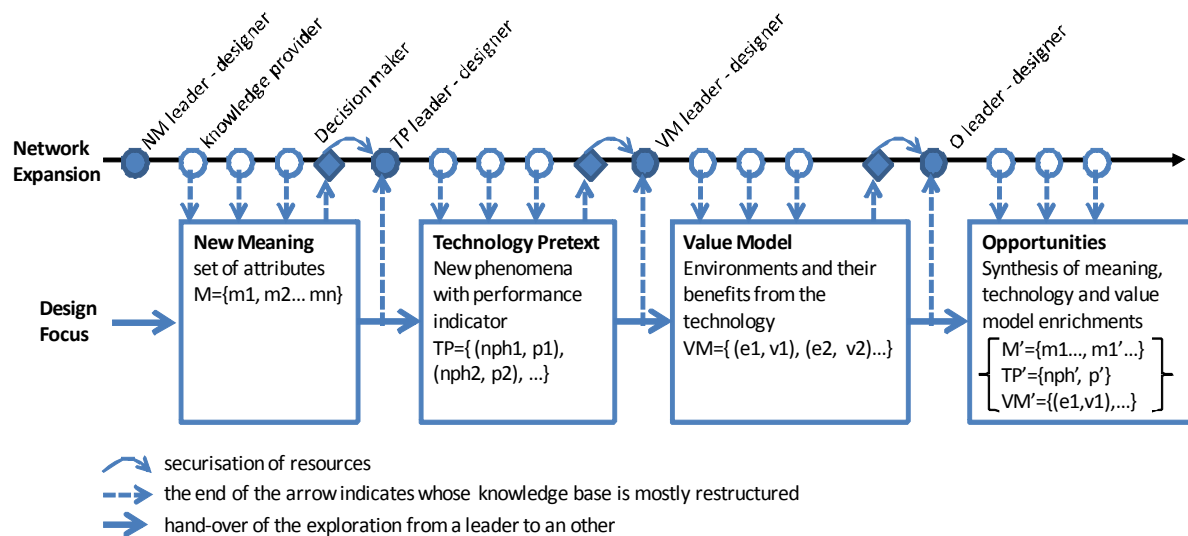 NM leader - designer
knowledge provider
Decision maker
TP leader - designer
VM leader - designer
O leader - designer
Network
Expansion
New Meaning
set of attributes
M={m1, m2... mn}
Technology Pretext
New phenomena
with performance
indicator
TP={ (nph1, p1),
(nph2, p2), ...}
Value Model
Environments and their
benefits from the
technology
VM={ (e1, v1), (e2, v2)...}
Opportunities
Synthesis of meaning,
technology and value
model enrichments
M’={m1..., m1’...}
TP’={nph’, p’}
VM’={(e1,v1),...}
Design
Focus
securisation of resources
the end of the arrow indicates whose knowledge base is mostly restructured
hand-over of the exploration from a leader to an other